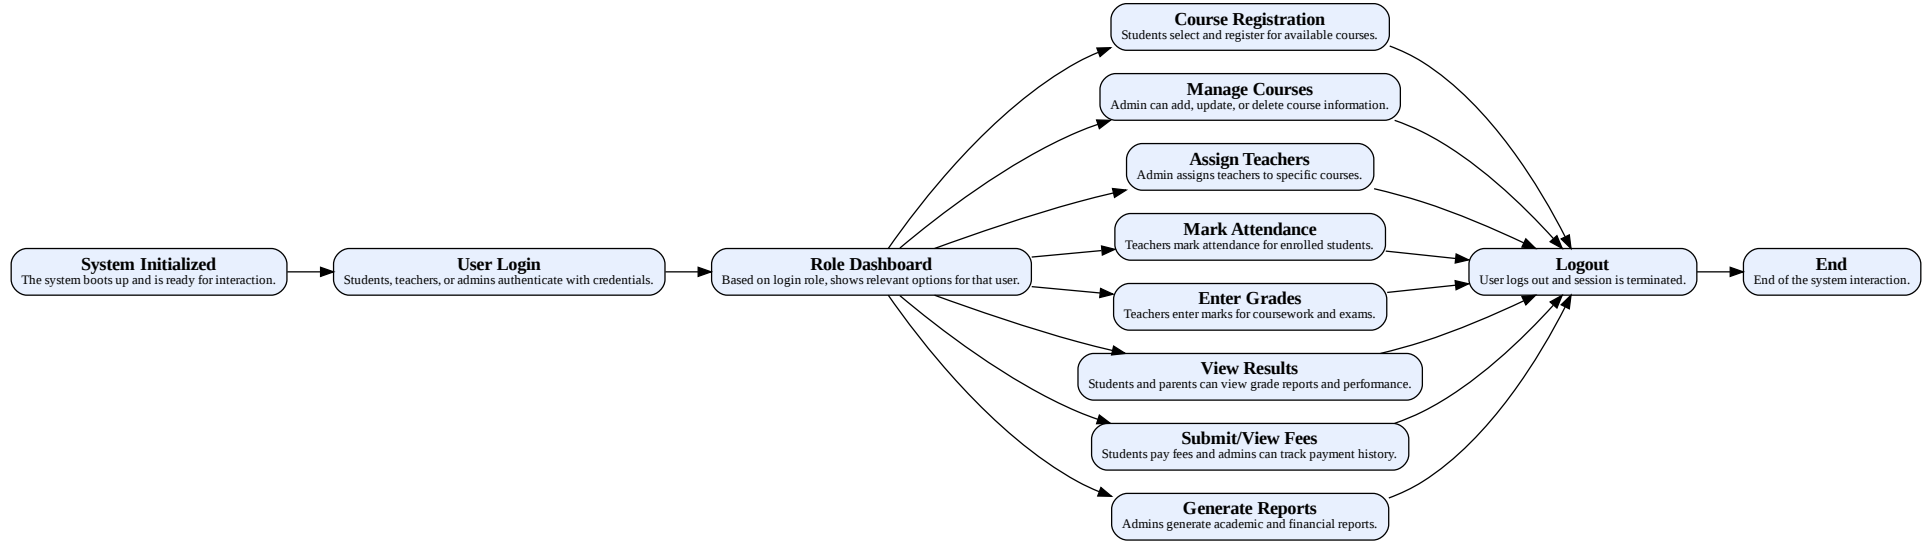 System Initialized
The system boots up and is ready for interaction.
User Login
Students, teachers, or admins authenticate with credentials.
Role Dashboard
Based on login role, shows relevant options for that user.
Course Registration
Students select and register for available courses.
Manage Courses
Admin can add, update, or delete course information.
Assign Teachers
Admin assigns teachers to specific courses.
Mark Attendance
Teachers mark attendance for enrolled students.
Enter Grades
Teachers enter marks for coursework and exams.
View Results
Students and parents can view grade reports and performance.
Submit/View Fees
Students pay fees and admins can track payment history.
Generate Reports
Admins generate academic and financial reports.
Logout
User logs out and session is terminated.
End
End of the system interaction.